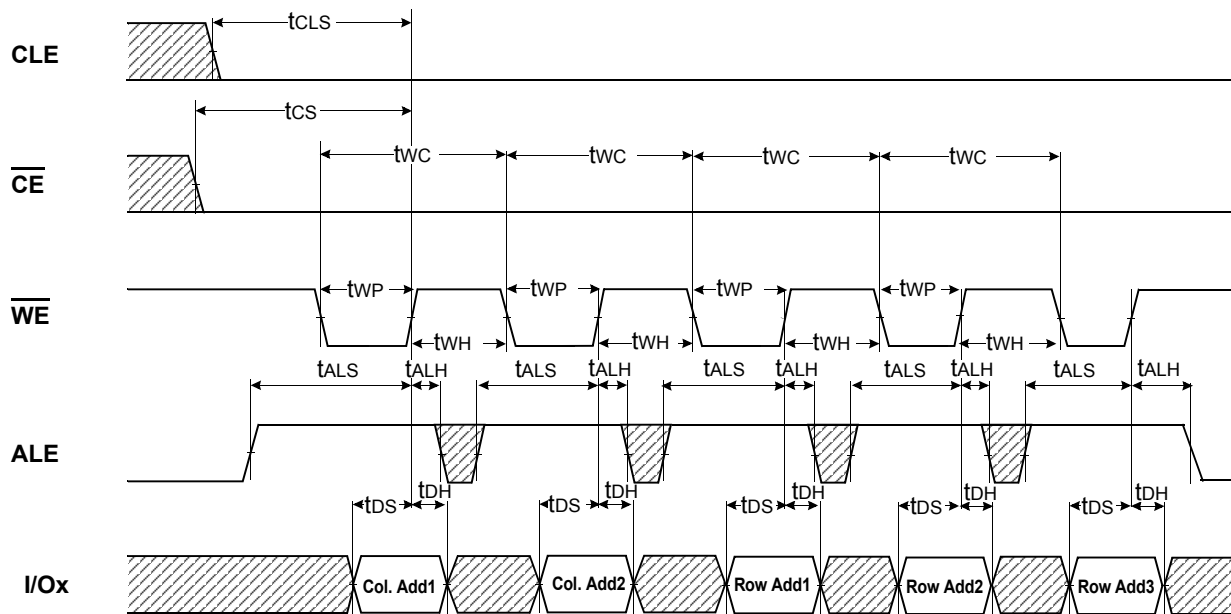 tCLS
CLE
tCS
tWC tWC tWC tWC
CE
tWP tWP tWP tWP
WE
tWH tWH tWH tWH
tALS tALH tALS tALH tALS tALH tALS tALH tALS tALH
ALE
tDS tDH tDS tDH tDS tDH tDS tDH tDS tDH
I/Ox Col. Add1 Col. Add2 Row Add1 Row Add2 Row Add3